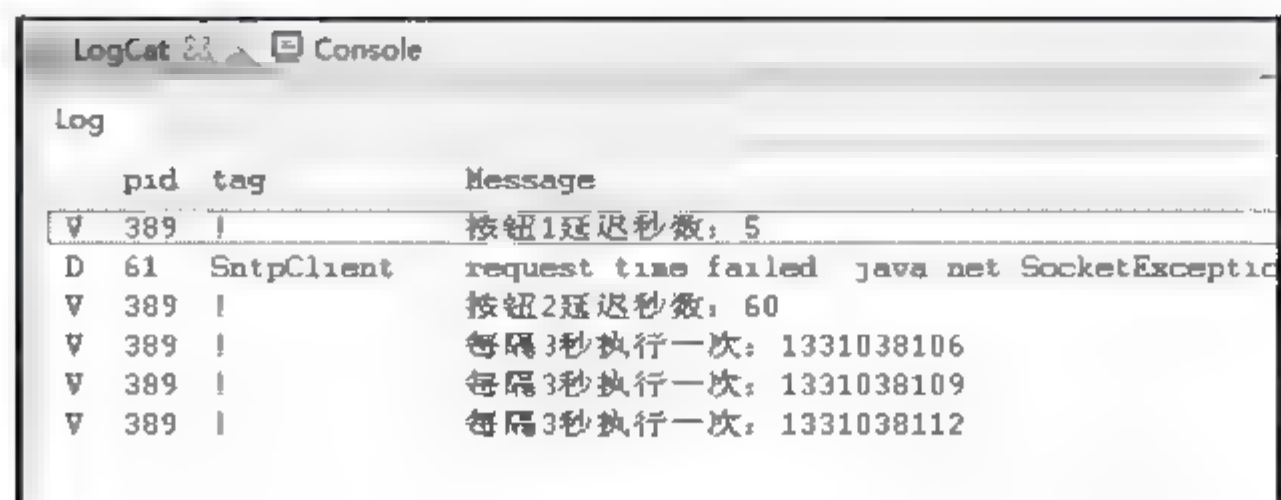 LogCat Console
Log
pid tag Message
V 389 ! 按钮1延迟秒数: 5
D 61 SntpClient request time failed java net SocketExceptio
V 389 ! 按钮2延迟秒数: 60
V 389 ! 每隔3秒执行一次: 1331038106
V 389 ! 每隔3秒执行一次: 1331038109
V 389 ! 每隔3秒执行一次: 1331038112